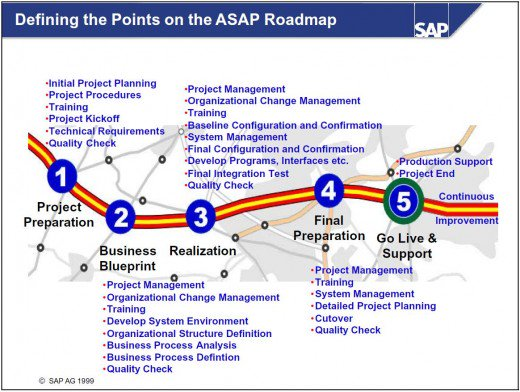 Defining the Points on the ASAP Roadmap
SAP
•Initial Project Planning
•Project Procedures
•Training
•Project Kickoff
•Technical Requirements
•Quality Check
•Project Management
•Organizational Change Management
•Training
•Baseline Configuration and Confirmation
•System Management
•Final Configuration and Confirmation
•Develop Programs, Interfaces etc.
•Final Integration Test
•Quality Check
•Production Support
•Project End
1
Project
Preparation
2
Business
Blueprint
3
Realization
4
Final
Preparation
5
Go Live &
Support
Continuous
Improvement
•Project Management
•Organizational Change Management
•Training
•Develop System Environment
•Organizational Structure Definition
•Business Process Analysis
•Business Process Defintion
•Quality Check
•Project Management
•Training
•System Management
•Detailed Project Planning
•Cutover
•Quality Check
© SAP AG 1999